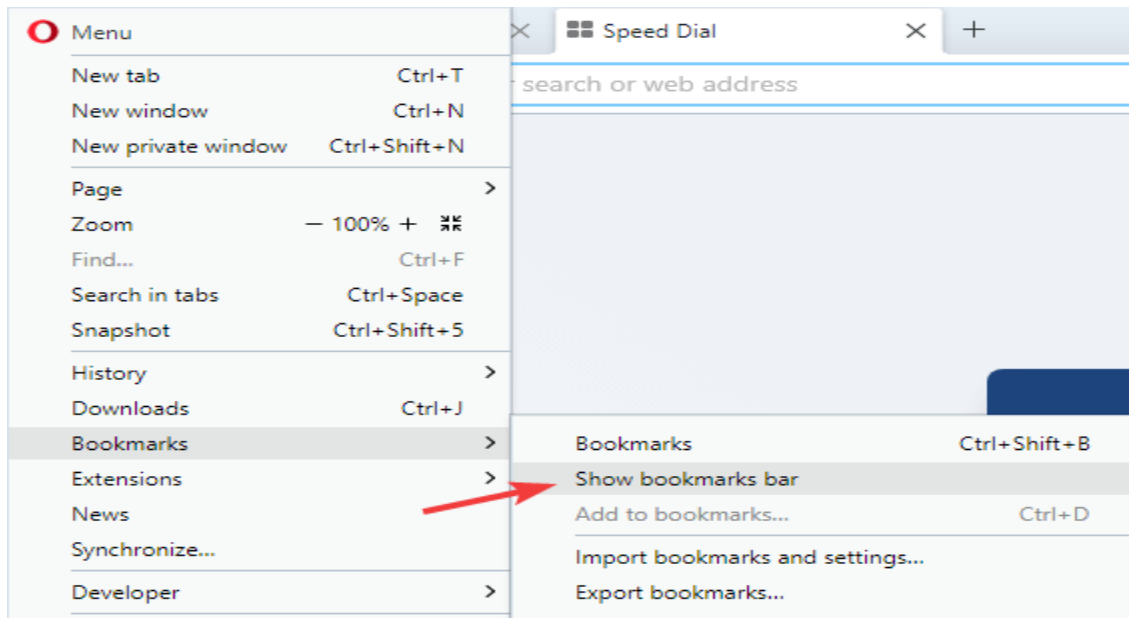 Menu
Speed Dial
search or web address
New tab Ctrl+T
New window Ctrl+N
New private window Ctrl+Shift+N
Page
Zoom — 100% +
Find... Ctrl+F
Search in tabs Ctrl+Space
Snapshot Ctrl+Shift+5
History
Downloads Ctrl+J
Bookmarks
Extensions
News
Synchronize...
Developer
Bookmarks Ctrl+Shift+B
Show bookmarks bar
Add to bookmarks... Ctrl+D
Import bookmarks and settings...
Export bookmarks...